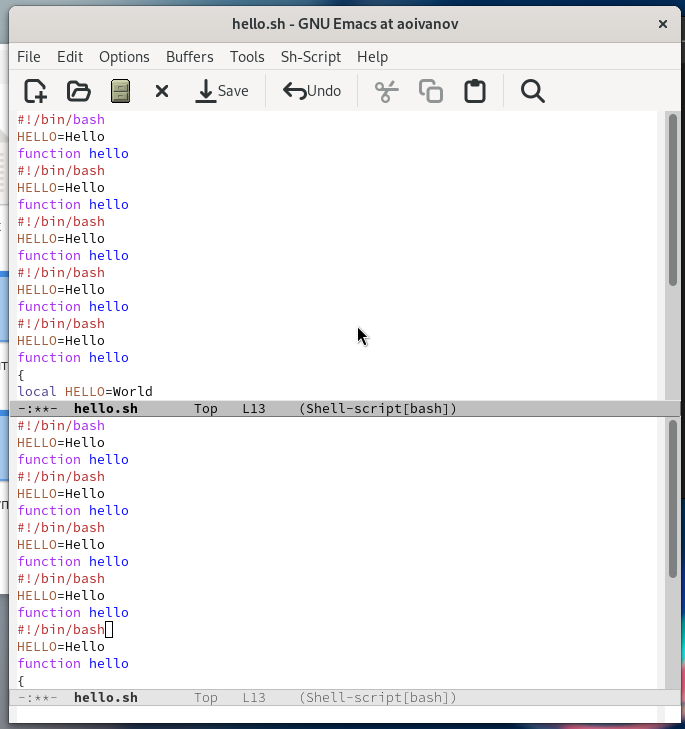 hello.sh - GNU Emacs at aoivanov
File Edit Options Buffers Tools Sh-Script Help
Save Undo
#!/bin/bash
HELLO=Hello
function hello
#!/bin/bash
HELLO=Hello
function hello
#!/bin/bash
HELLO=Hello
function hello
#!/bin/bash
HELLO=Hello
function hello
#!/bin/bash
HELLO=Hello
function hello
{
local HELLO=World
-:**- hello.sh Top L13 (Shell-script[bash])
#!/bin/bash
HELLO=Hello
function hello
#!/bin/bash
HELLO=Hello
function hello
#!/bin/bash
HELLO=Hello
function hello
#!/bin/bash
HELLO=Hello
function hello
#!/bin/bash
HELLO=Hello
function hello
{
-:**- hello.sh Top L13 (Shell-script[bash])